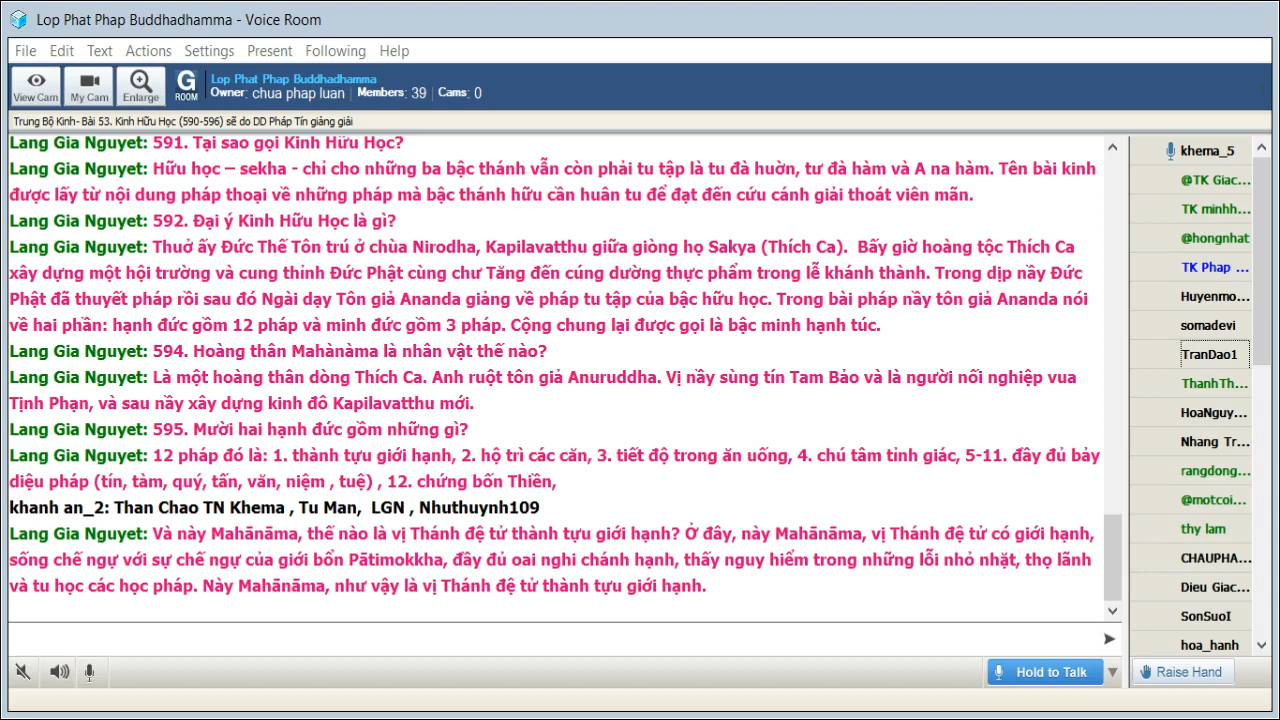 Lop Phat Phap Buddhadhamma - Voice Room
File Edit Text Actions Settings Present Following Help
View Cam My Cam Enlarge G ROOM
Lop Phat Phap Buddhadhamma
Owner: chua phap luan Members: 39 Cams: 0
Trung Bộ Kinh- Bài 53. Kinh Hữu Học (590-596) sẽ do DD Pháp Tín giảng giải
Lang Gia Nguyet: 591. Tại sao gọi Kinh Hữu Học?
Lang Gia Nguyet: Hữu học – sekha - chỉ cho những ba bậc thánh vẫn còn phải tu tập là tu đà huờn, tư đà hàm và A na hàm. Tên bài kinh
được lấy từ nội dung pháp thoại về những pháp mà bậc thánh hữu cần huân tu để đạt đến cứu cánh giải thoát viên mãn.
Lang Gia Nguyet: 592. Đại ý Kinh Hữu Học là gì?
Lang Gia Nguyet: Thuở ấy Đức Thế Tôn trú ở chùa Nirodha, Kapilavatthu giữa giòng họ Sakya (Thích Ca). Bấy giờ hoàng tộc Thích Ca
xây dựng một hội trường và cung thỉnh Đức Phật cùng chư Tăng đến cúng dường thực phẩm trong lễ khánh thành. Trong dịp nầy Đức
Phật đã thuyết pháp rồi sau đó Ngài dạy Tôn giả Ananda giảng về pháp tu tập của bậc hữu học. Trong bài pháp nầy tôn giả Ananda nói
về hai phần: hạnh đức gồm 12 pháp và minh đức gồm 3 pháp. Cộng chung lại được gọi là bậc minh hạnh túc.
Lang Gia Nguyet: 594. Hoàng thân Mahànàma là nhân vật thế nào?
Lang Gia Nguyet: Là một hoàng thân dòng Thích Ca. Anh ruột tôn giả Anuruddha. Vị nầy sùng tín Tam Bảo và là người nối nghiệp vua
Tịnh Phạn, và sau nầy xây dựng kinh đô Kapilavatthu mới.
Lang Gia Nguyet: 595. Mười hai hạnh đức gồm những gì?
Lang Gia Nguyet: 12 pháp đó là: 1. thành tựu giới hạnh, 2. hộ trì các căn, 3. tiết độ trong ăn uống, 4. chú tâm tỉnh giác, 5-11. đầy đủ bảy
diệu pháp (tín, tàm, quý, tấn, văn, niệm , tuệ) , 12. chứng bốn Thiền,
khanh an_2: Than Chao TN Khema , Tu Man, LGN , Nhuthuynh109
Lang Gia Nguyet: Và này Mahānāma, thế nào là vị Thánh đệ tử thành tựu giới hạnh? Ở đây, này Mahānāma, vị Thánh đệ tử có giới hạnh,
sống chế ngự với sự chế ngự của giới bổn Pātimokkha, đầy đủ oai nghi chánh hạnh, thấy nguy hiểm trong những lỗi nhỏ nhặt, thọ lãnh
và tu học các học pháp. Này Mahānāma, như vậy là vị Thánh đệ tử thành tựu giới hạnh.
khema_5
@TK Giac...
TK minhh...
@hongnhat
TK Phap ...
Huyenmo...
somadevi
TranDao1
ThanhTh...
HoaNguy...
Nhang Tr...
rangdong...
@motcoi...
thy lam
CHAUPHA...
Dieu Giac...
SonSuoI
hoa_hanh
Hold to Talk
Raise Hand